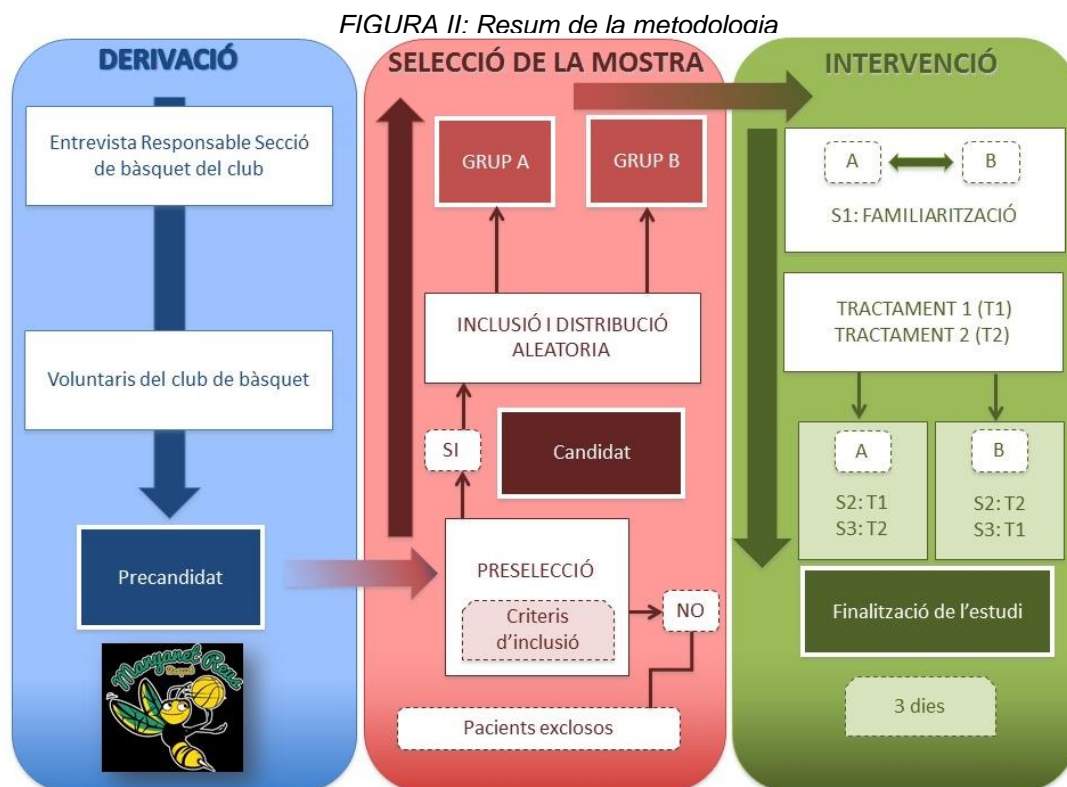 FIGURA II: Resum de la metodologia
DERIVACIÓ
Entrevista Responsable Secció
de bàsquet del club
Voluntaris del club de bàsquet
Precandidat
Manyanet Reus
Bàsquet
SELECCIÓ DE LA MOSTRA
GRUP A
GRUP B
INCLUSIÓ I DISTRIBUCIÓ
ALEATORIA
SI
Candidat
PRESELECCIÓ
Criteris
d’inclusió
NO
Pacients exclosos
INTERVENCIÓ
A
B
S1: FAMILIARITZACIÓ
TRACTAMENT 1 (T1)
TRACTAMENT 2 (T2)
A
S2: T1
S3: T2
B
S2: T2
S3: T1
Finalització de l’estudi
3 dies